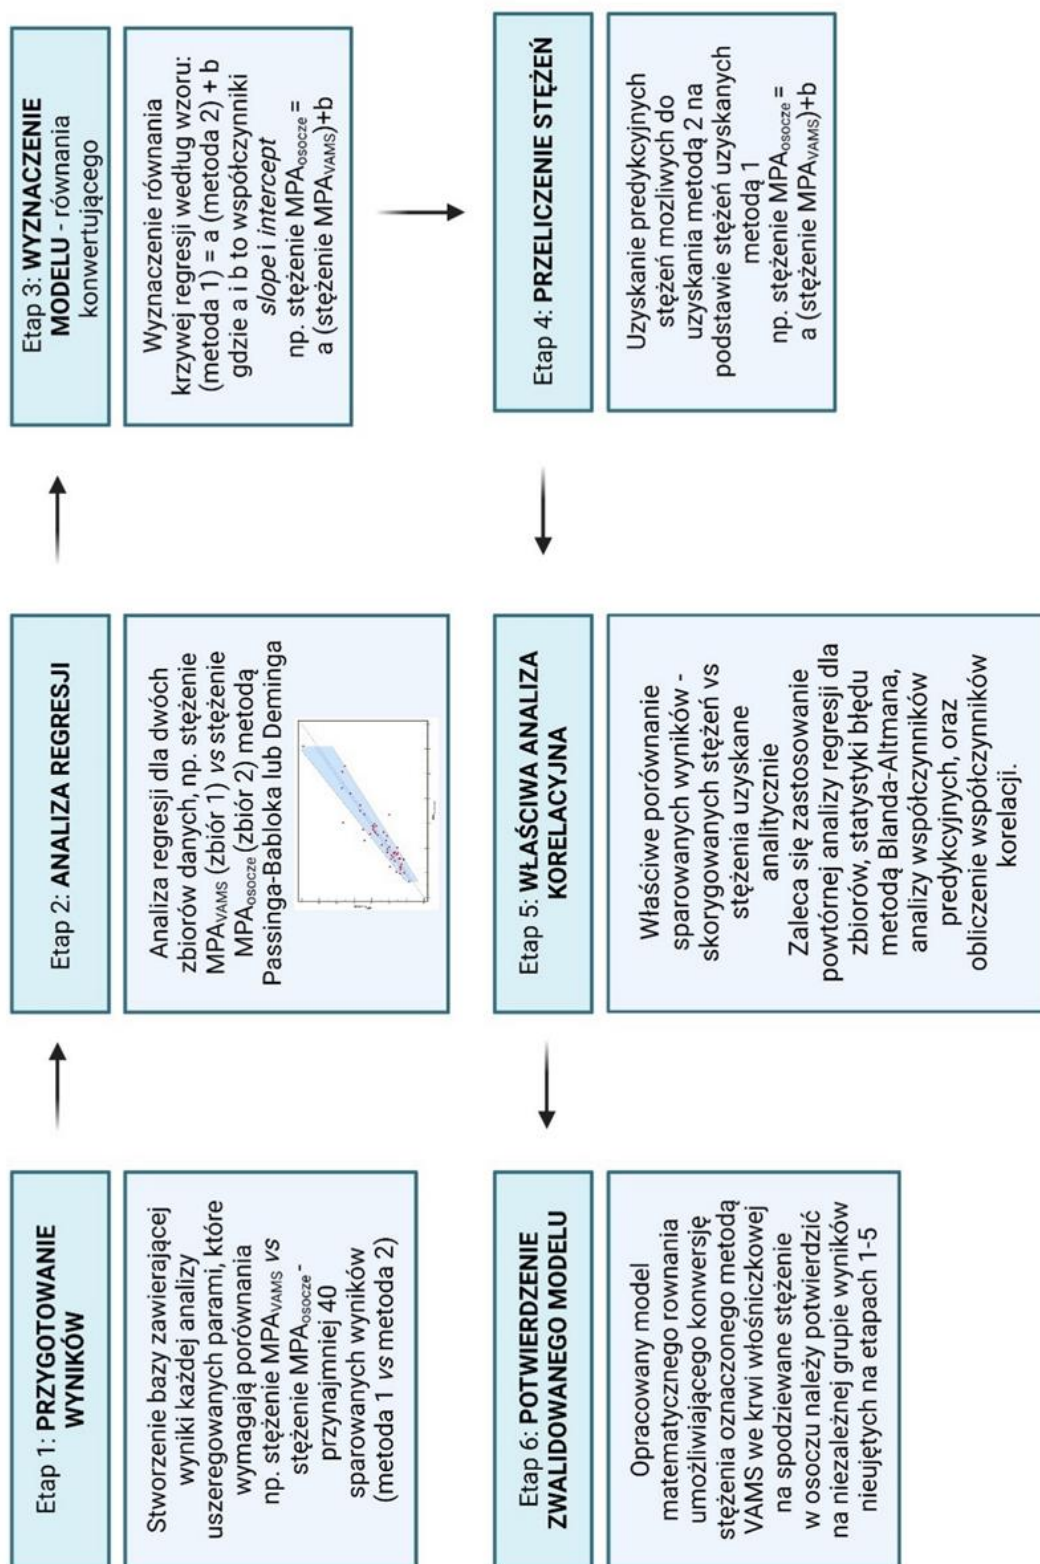 Etap 1: PRZYGOTOWANIE
WYNIKÓW
Stworzenie bazy zawierającej
wyniki każdej analizy
uszeregowanych parami, które
wymagają porównania
np. stężenie MPAVAMS vs
stężenie MPAosocze -
przynajmniej 40
sparowanych wyników
(metoda 1 vs metoda 2)
Etap 2: ANALIZA REGRESJI
Analiza regresji dla dwóch
zbiorów danych, np. stężenie
MPAVAMS (zbiór 1) vs stężenie
MPAosocze (zbiór 2) metodą
Passinga-Babloka lub Deminga
Etap 3: WYZNACZENIE
MODELU - równania
konwertującego
Wyznaczenie równania
krzywej regresji według wzoru:
(metoda 1) = a (metoda 2) + b
gdzie a i b to współczynniki
slope i intercept
np. stężenie MPAosocze =
a (stężenie MPAVAMS)+b
Etap 4: PRZELICZENIE STĘŻEŃ
Uzyskanie predykcyjnych
stężeń mozliwych do
uzyskania metodą 2 na
podstawie stężeń uzyskanych
metodą 1
np. stężenie MPAosocze =
a (stężenie MPAVAMS)+b
Etap 5: WŁAŚCIWA ANALIZA
KORELACYJNA
Właściwe porównanie
sparowanych wyników -
skorygowanych stężeń vs
stężenia uzyskane
analitycznie
Zaleca się zastosowanie
powtórnej analizy regresji dla
zbiorów, statystyki błędu
metodą Blanda-Altmana,
analizy współczynników
predykcyjnych, oraz
obliczenie współczynników
korelacji.
Etap 6: POTWIERDZENIE
ZWALIDOWANEGO MODELU
Opracowany model
matematycznego rownania
umożliwiającego konwersję
stężenia oznaczonego metodą
VAMS we krwi włośniczkowej
na spodziewane stężenie
w osoczu należy potwierdzić
na niezależnej grupie wyników
nieujętych na etapach 1-5